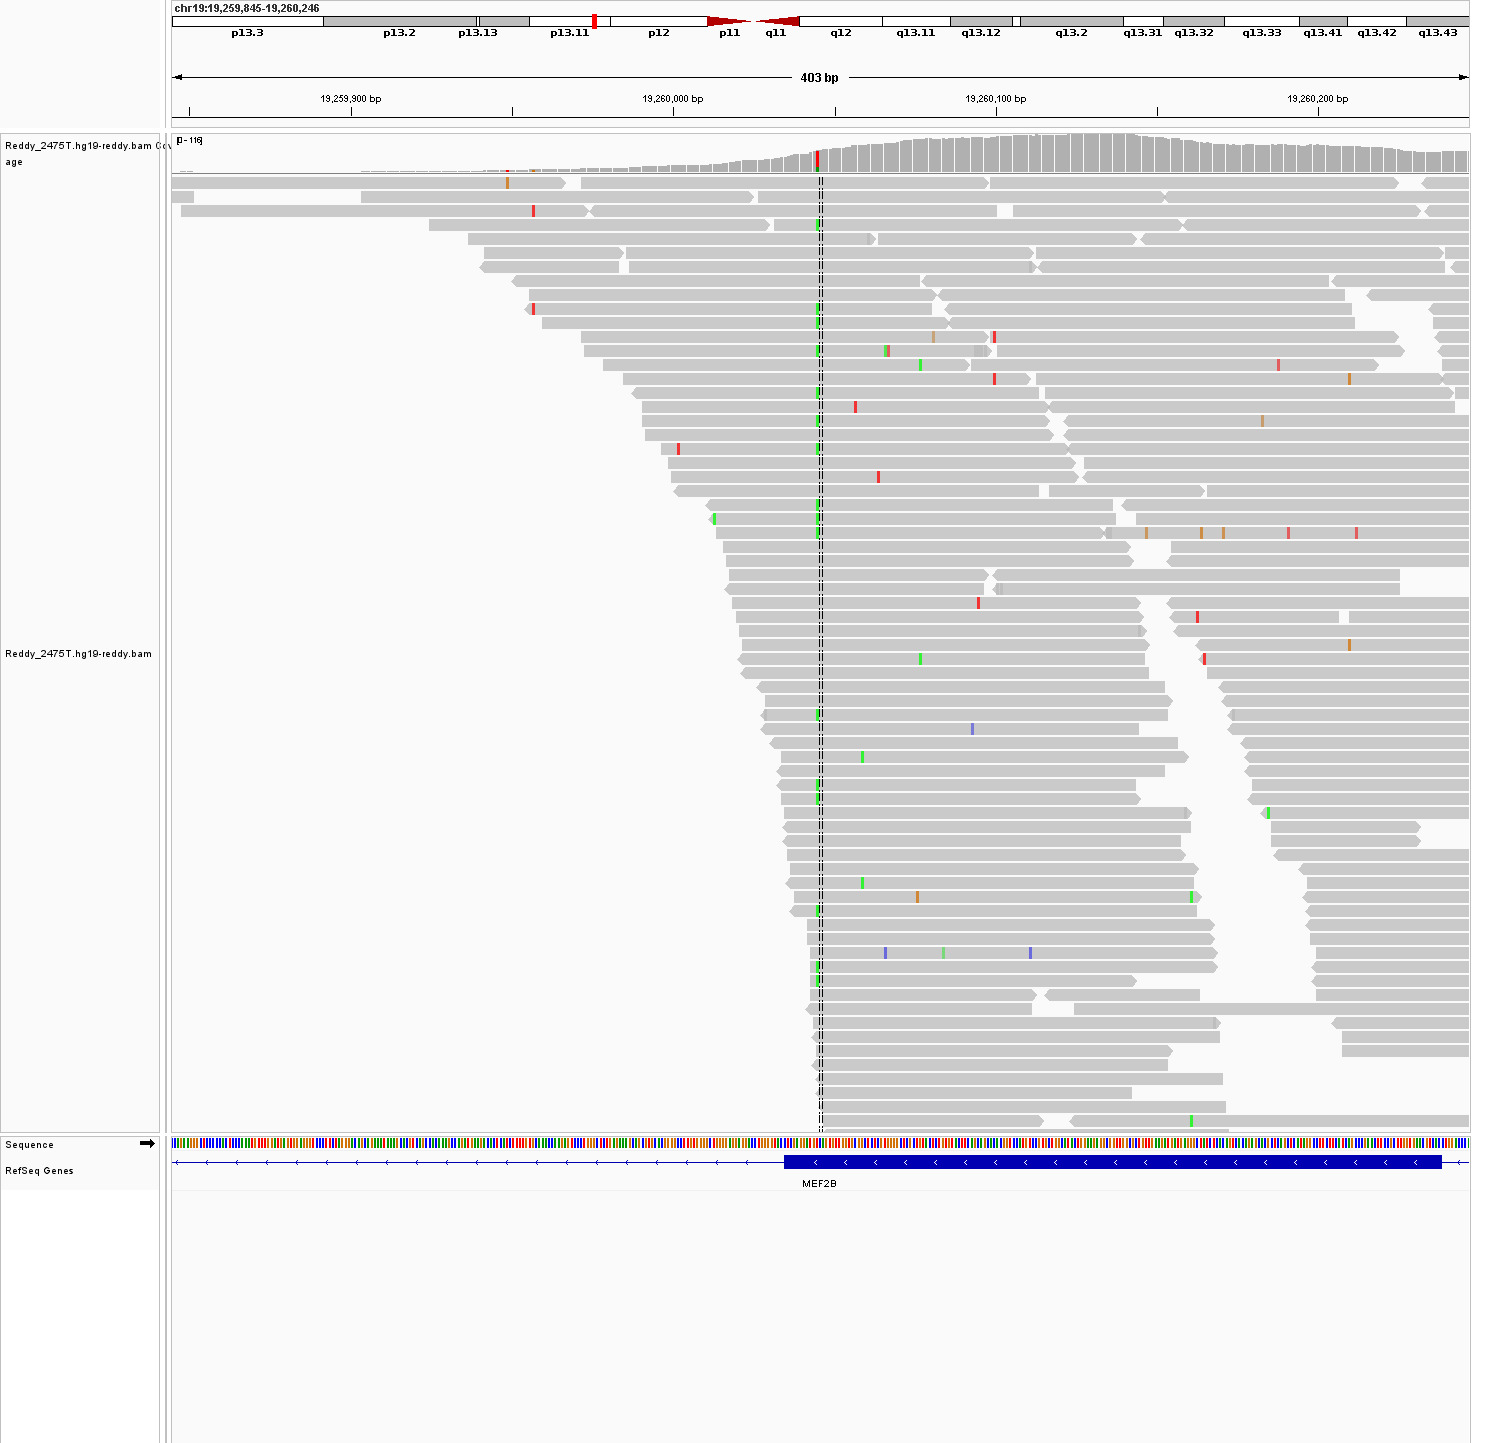 chr19:19,259,845-19,260,246
p13.3 p13.2 p13.13 p13.11 p12 p11 q11 q12 q13.11 q13.12 q13.2 q13.31 q13.32 q13.33 q13.41 q13.42 q13.43
403 bp
19,259,900 bp 19,260,000 bp 19,260,100 bp 19,260,200 bp
[0 - 116]
Reddy_2475T.hg19-reddy.bam Cov
age
Reddy_2475T.hg19-reddy.bam
Sequence
RefSeq Genes
MEF2B